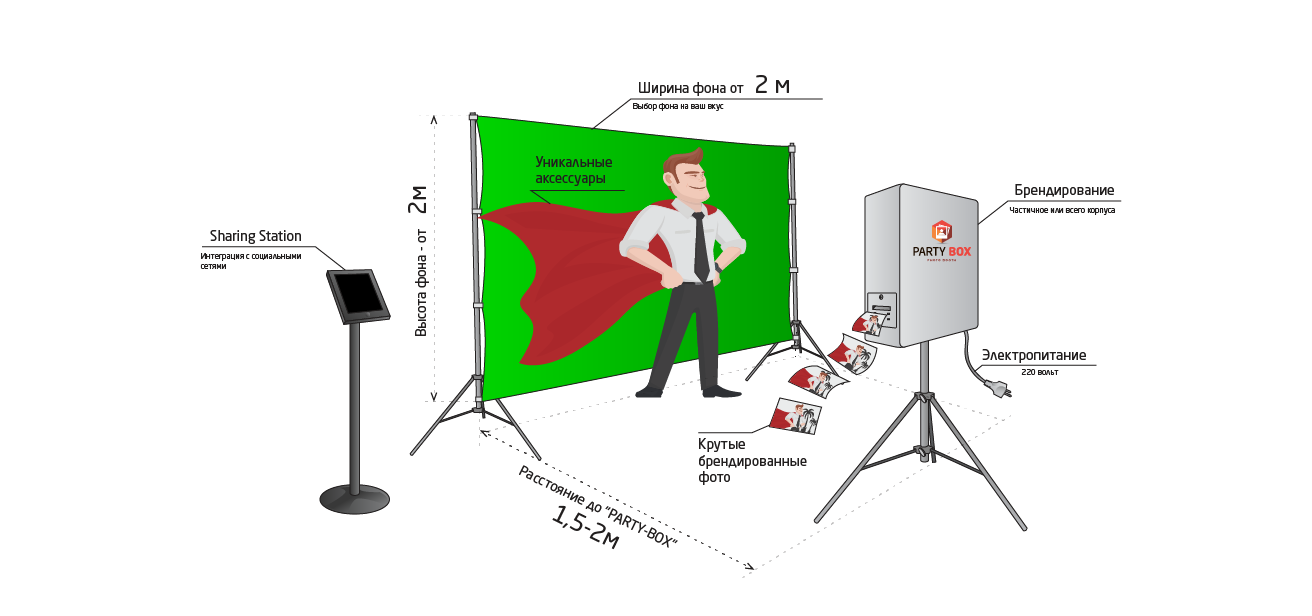 Ширина фона от 2 м
Выбор фона на ваш вкус
Уникальные
аксессуары
Высота фона - от 2м
Sharing Station
Интеграция с социальными
сетями
Брендирование
Частичное или всего корпуса
PARTY BOX
PHOTO BOOTH
Электропитание
220 вольт
Крутые
брендированные
фото
Расстояние до "PARTY-BOX"
1,5-2м